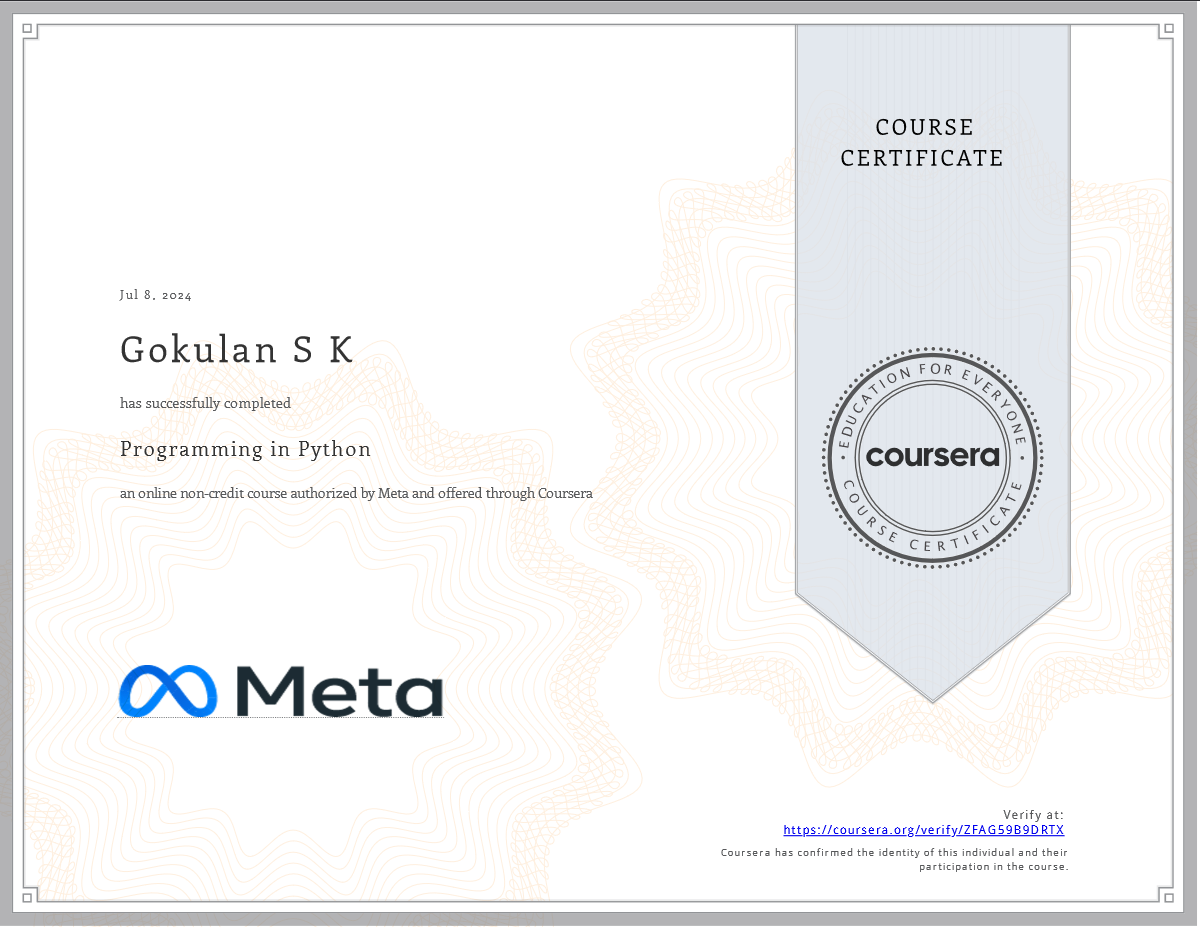 COURSE
CERTIFICATE
Jul 8, 2024
Gokulan S K
has successfully completed
Programming in Python
an online non-credit course authorized by Meta and offered through Coursera
EDUCATION FOR EVERYONE
coursera
COURSE CERTIFICATE
Meta
Verify at:
https://coursera.org/verify/ZFAG59B9DRTX
Coursera has confirmed the identity of this individual and their
participation in the course.